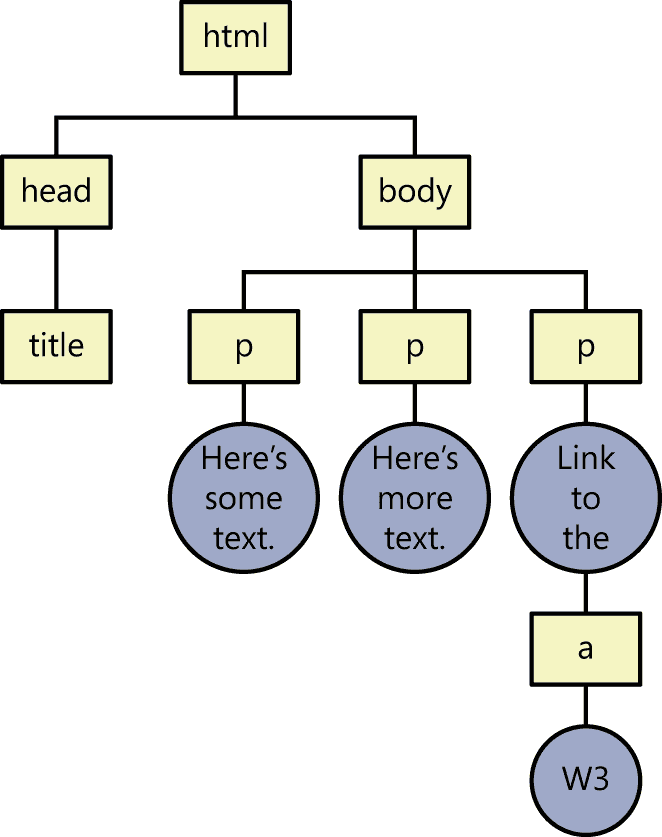 html
head
body
title
p
p
p
Here’s
some
text.
Here’s
more
text.
Link
to
the
a
W3